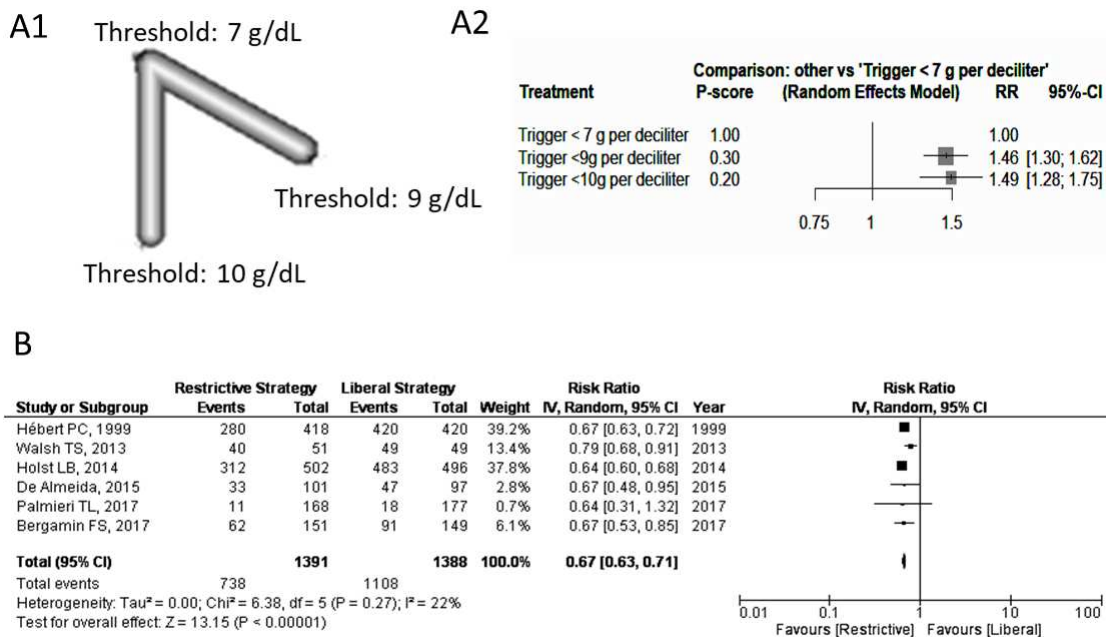 A1
Threshold: 7 g/dL
Threshold: 9 g/dL
Threshold: 10 g/dL
A2
Comparison: other vs 'Trigger < 7 g per deciliter'
Treatment P-score (Random Effects Model) RR 95%-CI
Trigger < 7 g per deciliter 1.00 1.00
Trigger <9g per deciliter 0.30 1.46 [1.30; 1.62]
Trigger <10g per deciliter 0.20 1.49 [1.28; 1.75]
0.75 1 1.5
B
Restrictive Strategy Liberal Strategy Risk Ratio Risk Ratio
Study or Subgroup Events Total Events Total Weight IV, Random, 95% CI Year IV, Random, 95% CI
Hébert PC, 1999 280 418 420 420 39.2% 0.67 [0.63, 0.72] 1999
Walsh TS, 2013 40 51 49 49 13.4% 0.79 [0.68, 0.91] 2013
Holst LB, 2014 312 502 483 496 37.8% 0.64 [0.60, 0.68] 2014
De Almeida, 2015 33 101 47 97 2.8% 0.67 [0.48, 0.95] 2015
Palmieri TL, 2017 11 168 18 177 0.7% 0.64 [0.31, 1.32] 2017
Bergamin FS, 2017 62 151 91 149 6.1% 0.67 [0.53, 0.85] 2017
Total (95% CI) 1391 1388 100.0% 0.67 [0.63, 0.71]
Total events 738 1108
Heterogeneity: Tau² = 0.00; Chi² = 6.38, df = 5 (P = 0.27); I² = 22%
Test for overall effect: Z = 13.15 (P < 0.00001)
0.01 0.1 1 10 100
Favours [Restrictive] Favours [Liberal]